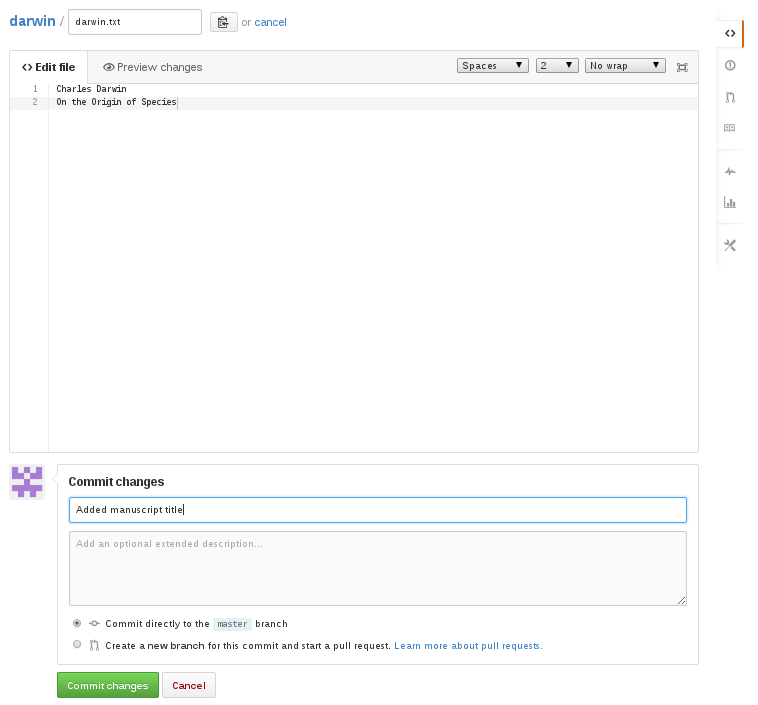 darwin / darwin.txt or cancel
Edit file Preview changes Spaces 2 No wrap
1 Charles Darwin
2 On the Origin of Species
Commit changes
Added manuscript title
Add an optional extended description...
Commit directly to the master branch
Create a new branch for this commit and start a pull request. Learn more about pull requests.
Commit changes Cancel